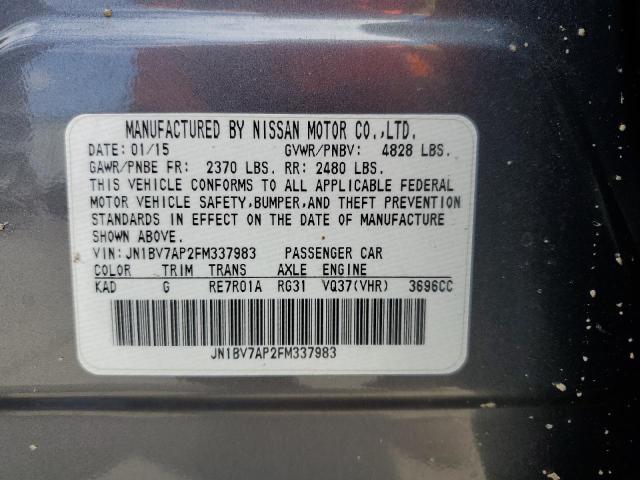 MANUFACTURED BY NISSAN MOTOR CO.,LTD.
DATE: 01/15 GVWR/PNBV: 4828 LBS.
GAWR/PNBE FR: 2370 LBS. RR: 2480 LBS.
THIS VEHICLE CONFORMS TO ALL APPLICABLE FEDERAL
MOTOR VEHICLE SAFETY,BUMPER,AND THEFT PREVENTION
STANDARDS IN EFFECT ON THE DATE OF MANUFACTURE
SHOWN ABOVE.
VIN:JN1BV7AP2FM337983 PASSENGER CAR
COLOR TRIM TRANS AXLE ENGINE
KAD G RE7R01A RG31 VQ37(VHR) 3696CC
JN1BV7AP2FM337983